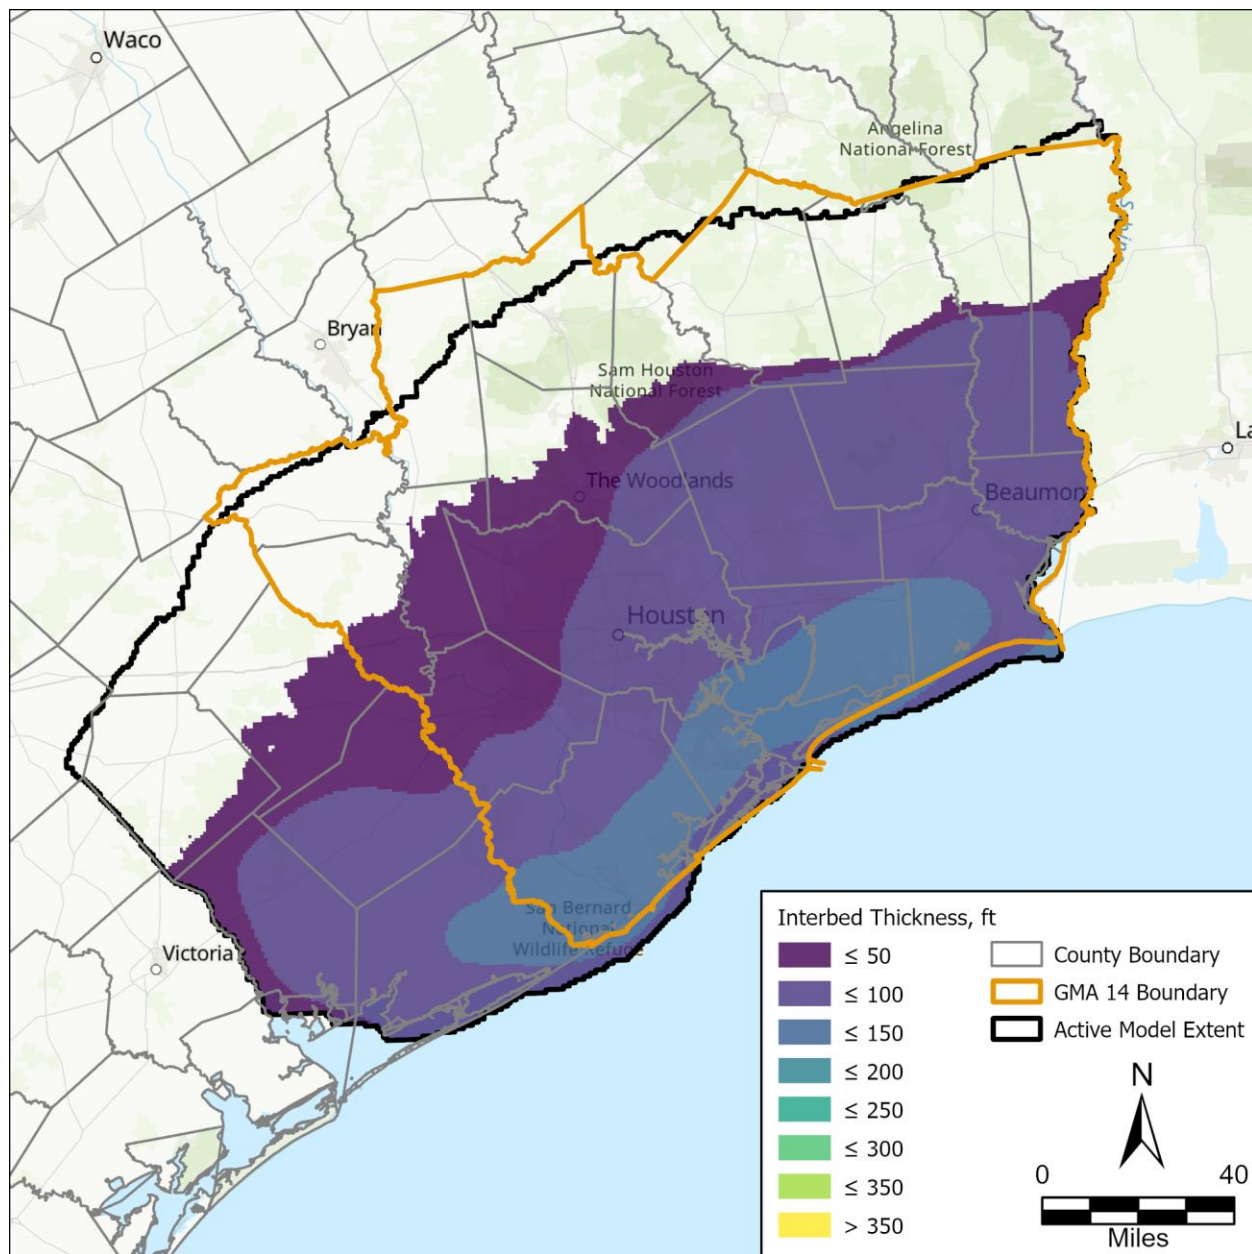 Waco
Angelina
National Forest
Sabin
Bryan
Sam Houston
National Forest
La
The Woodlands
Beaumon
Houston
San Bernard
National
Wildlife Refuge
Victoria
Interbed Thickness, ft
≤ 50
≤ 100
≤ 150
≤ 200
≤ 250
≤ 300
≤ 350
> 350
County Boundary
GMA 14 Boundary
Active Model Extent
N
0 40
Miles